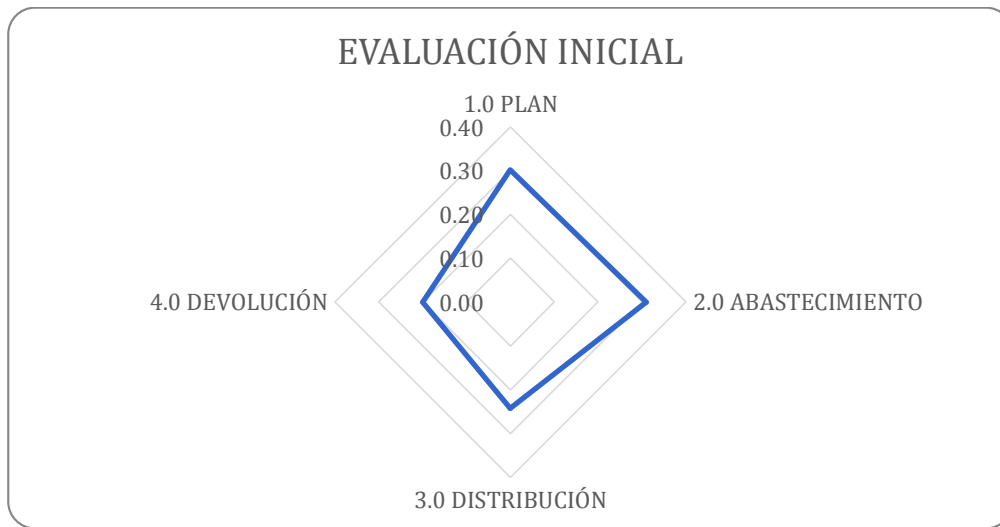 EVALUACIÓN INICIAL
1.0 PLAN
0.40
0.30
0.20
0.10
0.00
4.0 DEVOLUCIÓN
2.0 ABASTECIMIENTO
3.0 DISTRIBUCIÓN